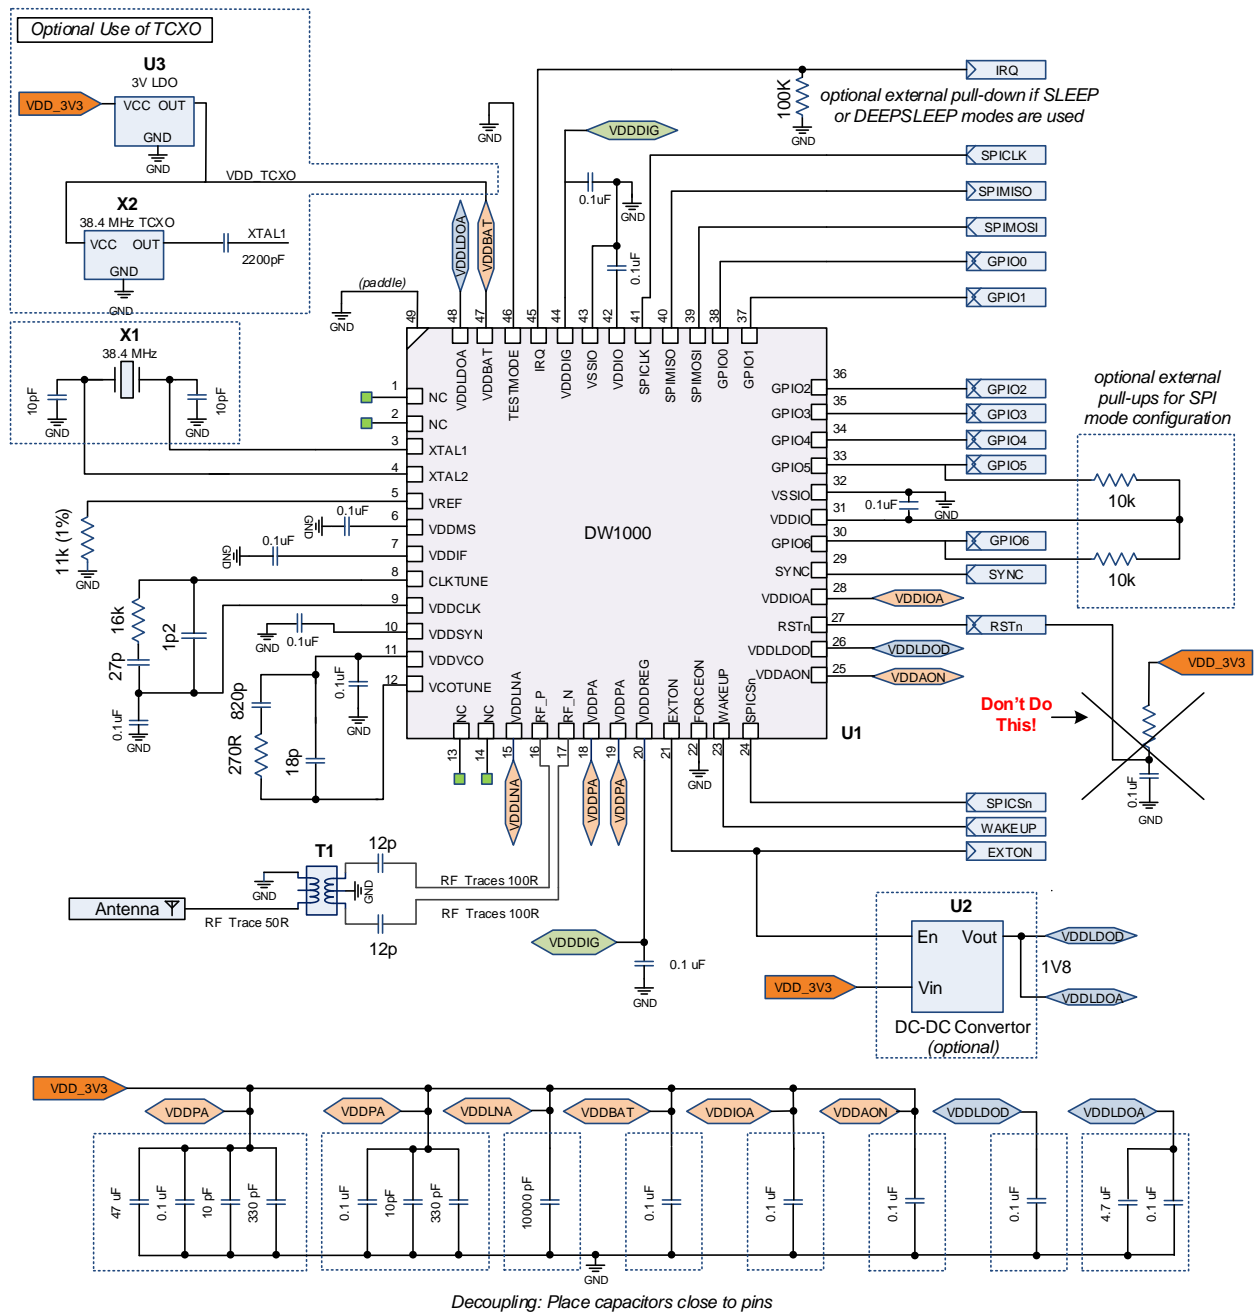 Optional Use of TCXO
U3
3V LDO
VDD_3V3
VCC OUT
GND
GND
VDD_TCXO
X2
38.4 MHz TCXO
VCC OUT
GND
GND
XTAL1
2200pF
X1
38.4 MHz
10pF
10pF
GND
GND
(paddle)
GND
49
VDDLDOA
VDDBAT
GND
VDDDIG
0.1uF
GND
0.1uF
100K
GND
optional external pull-down if SLEEP
or DEEPSLEEP modes are used
IRQ
SPICLK
SPIMISO
SPIMOSI
GPIO0
GPIO1
48
47
46
45
44
43
42
41
40
39
38
37
VDDLDOA
VDDBAT
TESTMODE
IRQ
VDDDIG
VSSIO
VDDIO
SPICLK
SPIMISO
SPIMOSI
GPIO0
GPIO1
1
NC
2
NC
3
XTAL1
4
XTAL2
5
VREF
6
VDDMS
7
VDDIF
8
CLKTUNE
9
VDDCLK
10
VDDSYN
11
VDDVCO
12
VCOTUNE
11k (1%)
GND
GND
0.1uF
GND
0.1uF
16k
27p
1p2
0.1uF
GND
GND
0.1uF
820p
270R
18p
0.1uF
GND
DW1000
U1
GPIO2
36
GPIO2
GPIO3
35
GPIO3
GPIO4
34
GPIO4
GPIO5
33
GPIO5
VSSIO
32
0.1uF
GND
VDDIO
31
GPIO6
30
GPIO6
SYNC
29
SYNC
VDDIOA
28
VDDIOA
RSTn
27
RSTn
VDDLDOD
26
VDDLDOD
VDDAON
25
VDDAON
optional external
pull-ups for SPI
mode configuration
10k
10k
VDD_3V3
Don't Do
This!
0.1uF
GND
NC
NC
VDDLNA
RF_P
RF_N
VDDPA
VDDPA
VDDREG
EXTON
FORCEON
WAKEUP
SPICSn
13
14
15
16
17
18
19
20
21
22
23
24
VDDLNA
VDDPA
VDDPA
GND
SPICSn
WAKEUP
EXTON
T1
12p
GND
GND
12p
RF Traces 100R
RF Traces 100R
Antenna
RF Trace 50R
VDDDIG
0.1 uF
GND
U2
En Vout
Vin
VDD_3V3
VDDLDOD
1V8
VDDLDOA
DC-DC Convertor
(optional)
VDD_3V3
VDDPA
VDDPA
VDDLNA
VDDBAT
VDDIOA
VDDAON
VDDLDOD
VDDLDOA
47 uF
0.1 uF
10 pF
330 pF
0.1 uF
10pF
330 pF
10000 pF
0.1 uF
0.1 uF
0.1 uF
0.1 uF
4.7 uF
0.1 uF
GND
Decoupling: Place capacitors close to pins